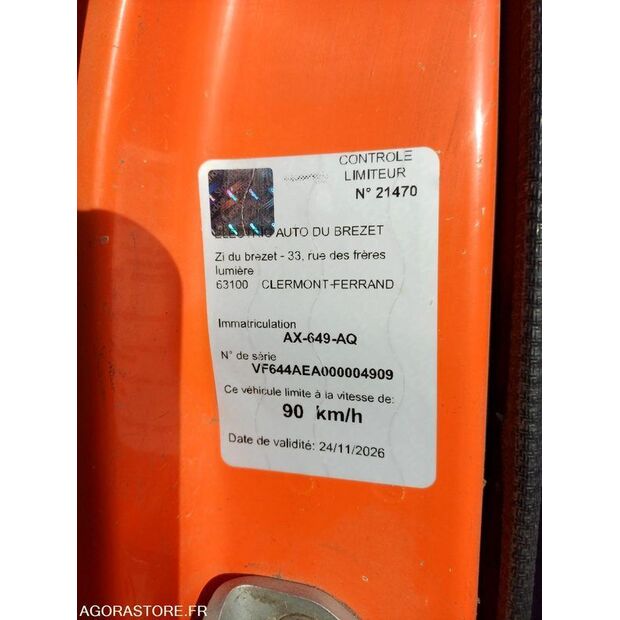 CONTROLE
LIMITEUR
N° 21470
ELECTRIC AUTO DU BREZET
Zi du brezet - 33, rue des frères
lumière
63100 CLERMONT-FERRAND
Immatriculation
AX-649-AQ
N° de série
VF644AEA000004909
Ce véhicule limite à la vitesse de:
90 km/h
Date de validité: 24/11/2026
AGORASTORE.FR